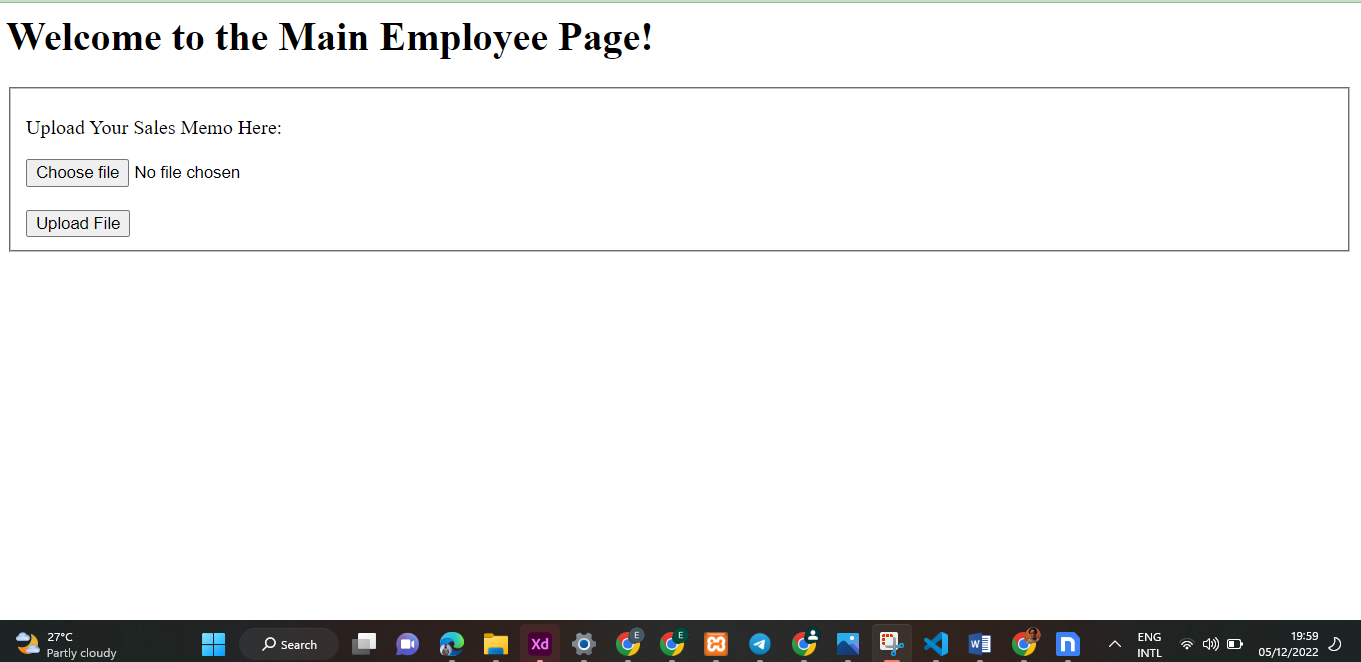 Welcome to the Main Employee Page!
Upload Your Sales Memo Here:
Choose file No file chosen
Upload File
27°C
Partly cloudy
Search
Xd
E
E
W
n
ENG
INTL
19:59
05/12/2022